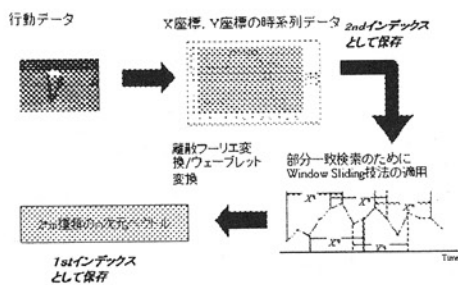 行動データ
X座標, Y座標の時系列データ
2ndインデックス
として保存
離散フーリエ変
換/ウェーブレット
変換
部分一致検索のために
Window Sliding技法の適用
Time
1stインデックス
として保存